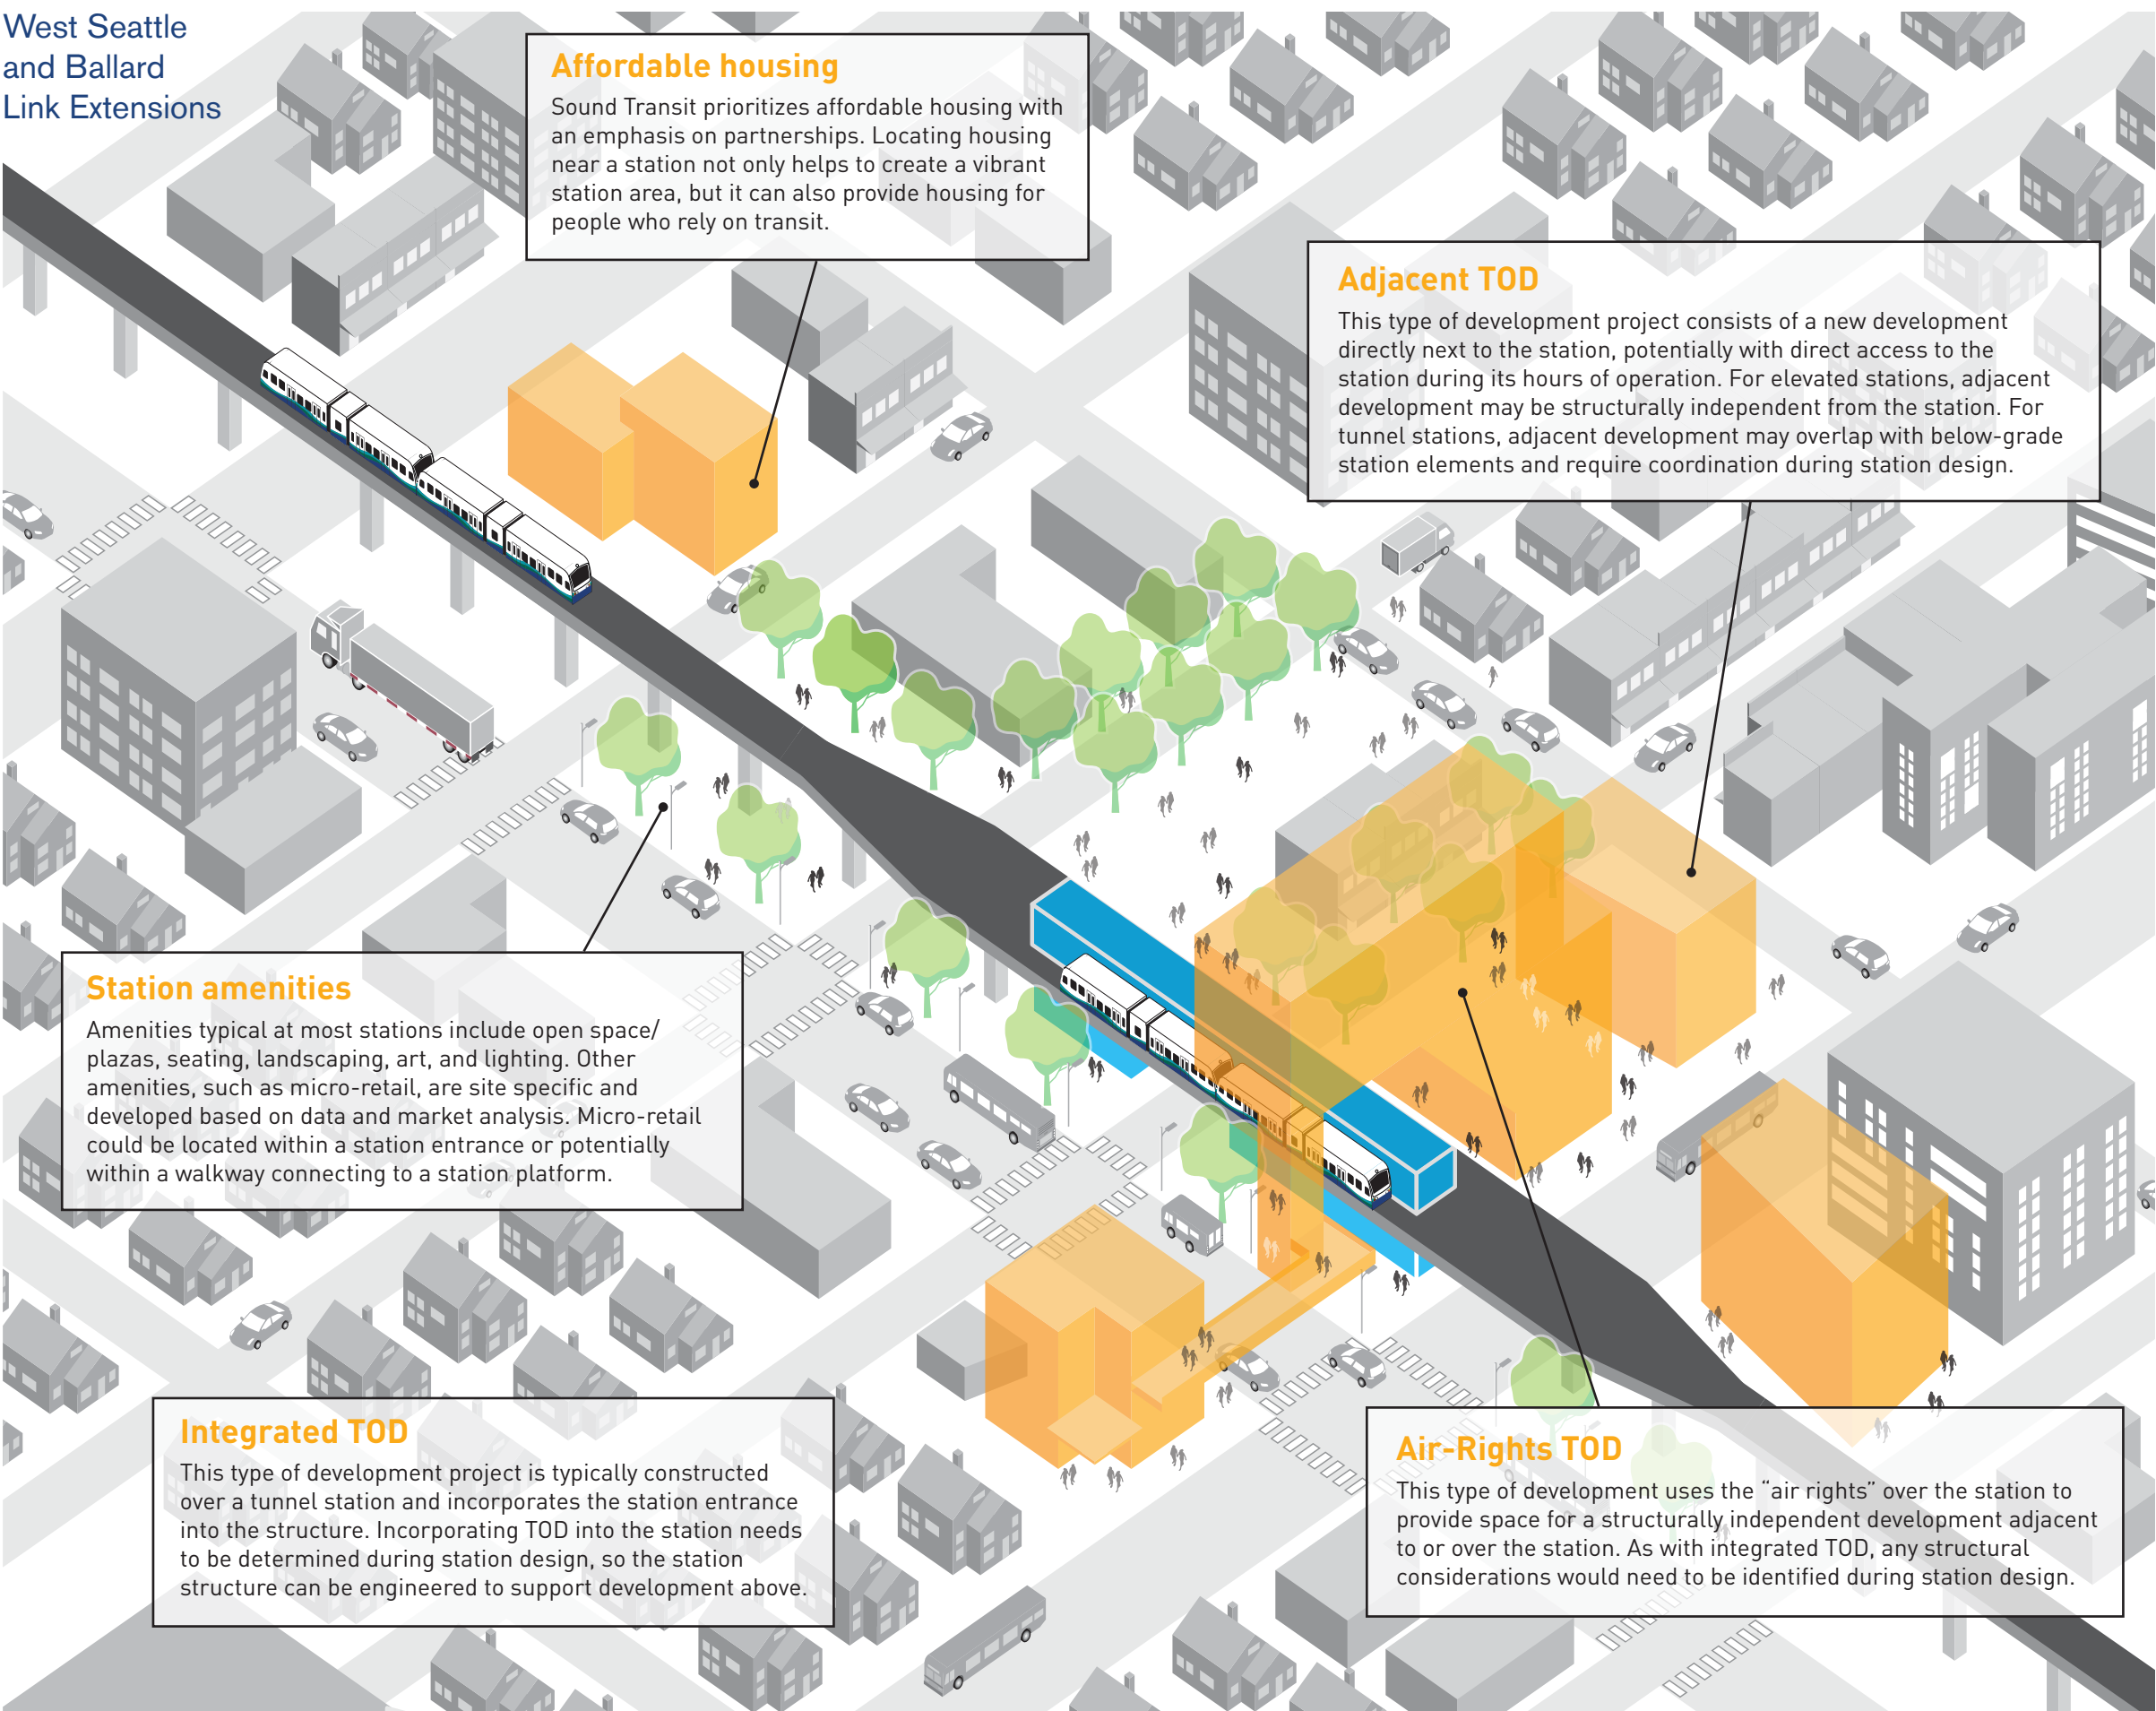 West Seattle
and Ballard
Link Extensions
Affordable housing
Sound Transit prioritizes affordable housing with
an emphasis on partnerships. Locating housing
near a station not only helps to create a vibrant
station area, but it can also provide housing for
people who rely on transit.
Adjacent TOD
This type of development project consists of a new development
directly next to the station, potentially with direct access to the
station during its hours of operation. For elevated stations, adjacent
development may be structurally independent from the station. For
tunnel stations, adjacent development may overlap with below-grade
station elements and require coordination during station design.
Station amenities
Amenities typical at most stations include open space/
plazas, seating, landscaping, art, and lighting. Other
amenities, such as micro-retail, are site specific and
developed based on data and market analysis. Micro-retail
could be located within a station entrance or potentially
within a walkway connecting to a station platform.
Integrated TOD
This type of development project is typically constructed
over a tunnel station and incorporates the station entrance
into the structure. Incorporating TOD into the station needs
to be determined during station design, so the station
structure can be engineered to support development above.
Air-Rights TOD
This type of development uses the “air rights” over the station to
provide space for a structurally independent development adjacent
to or over the station. As with integrated TOD, any structural
considerations would need to be identified during station design.